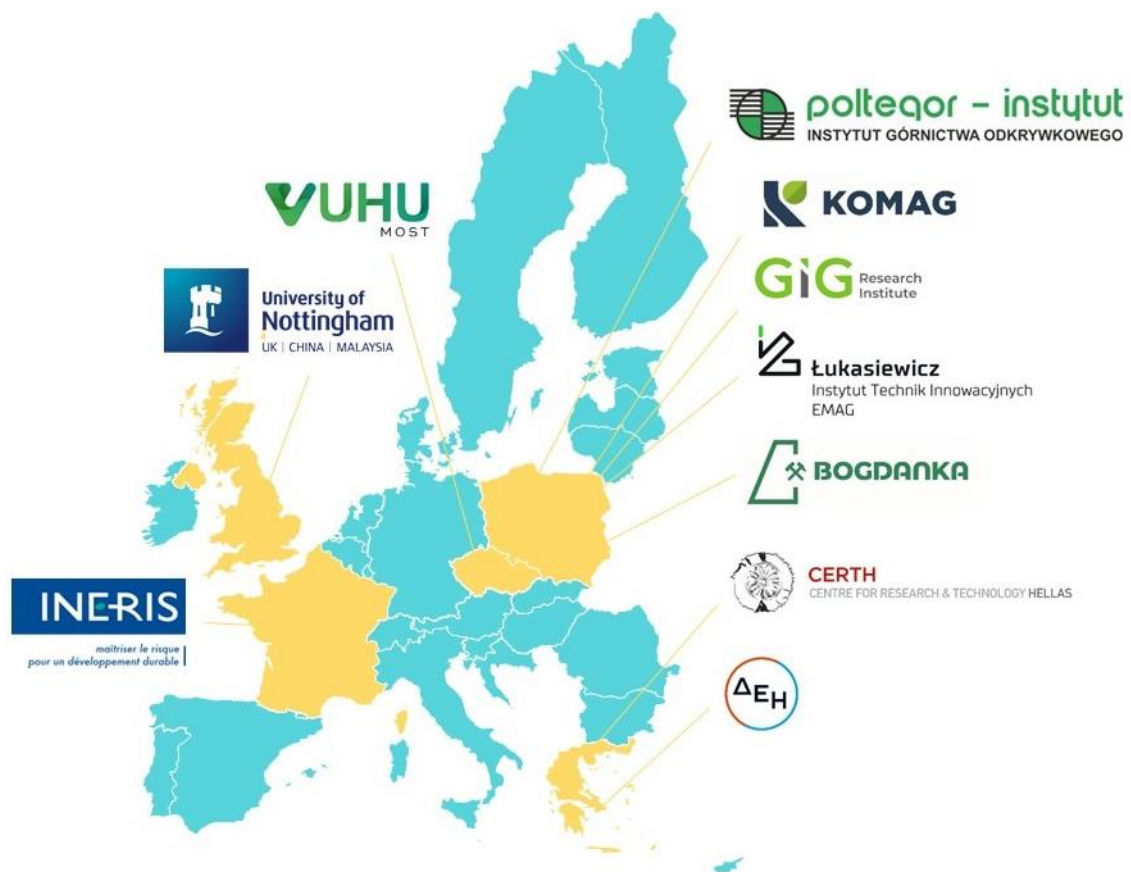 polteqor – instytut
INSTYTUT GÓRNICTWA ODKRYWKOWEGO
VUHU
MOST
KOMAG
GiG Research
Institute
University of
Nottingham
UK | CHINA | MALAYSIA
Łukasiewicz
Instytut Technik Innowacyjnych
EMAG
BOGDANKA
CERTH
CENTRE FOR RESEARCH & TECHNOLOGY HELLAS
INERIS
maîtriser le risque
pour un développement durable
ΔΕΗ